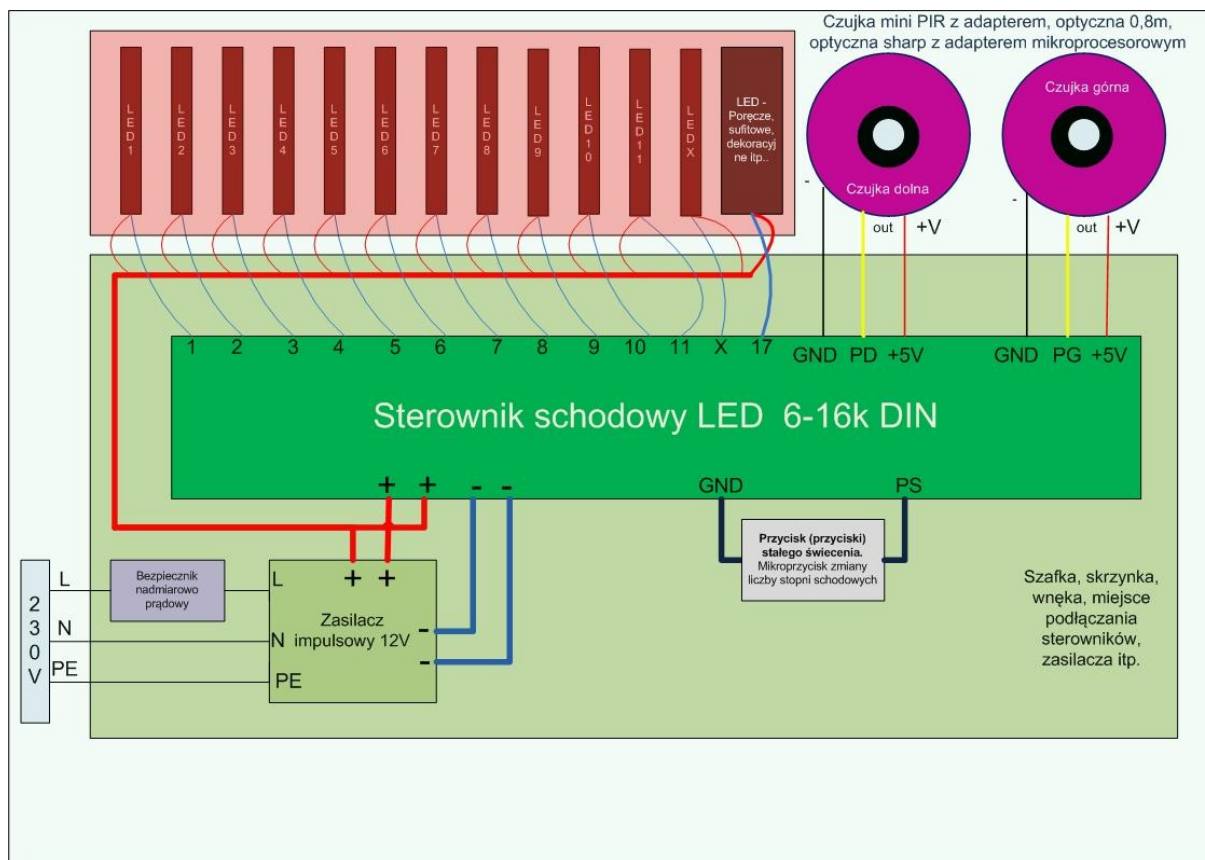 Czujka mini PIR z adapterem, optyczna 0,8m,
optyczna sharp z adapterem mikroprocesorowym
LED1
LED2
LED3
LED4
LED5
LED6
LED7
LED8
LED9
LED10
LED11
LEDX
LED -
Poręcze,
sufitowe,
dekoracyj
ne itp..
Czujka dolna
Czujka górna
-
out
+V
-
out
+V
1 2 3 4 5 6 7 8 9 10 11 X 17 GND PD +5V GND PG +5V
Sterownik schodowy LED 6-16k DIN
+ + - - GND PS
Przycisk (przyciski)
stałego świecenia.
Mikroprzycisk zmiany
liczby stopni schodowych
230V
L
N
PE
Bezpiecznik
nadmiarowo
prądowy
L
N
PE
+ +
Zasilacz
impulsowy 12V
-
-
Szafka, skrzynka,
wnęka, miejsce
podłączania
sterowników,
zasilacza itp.